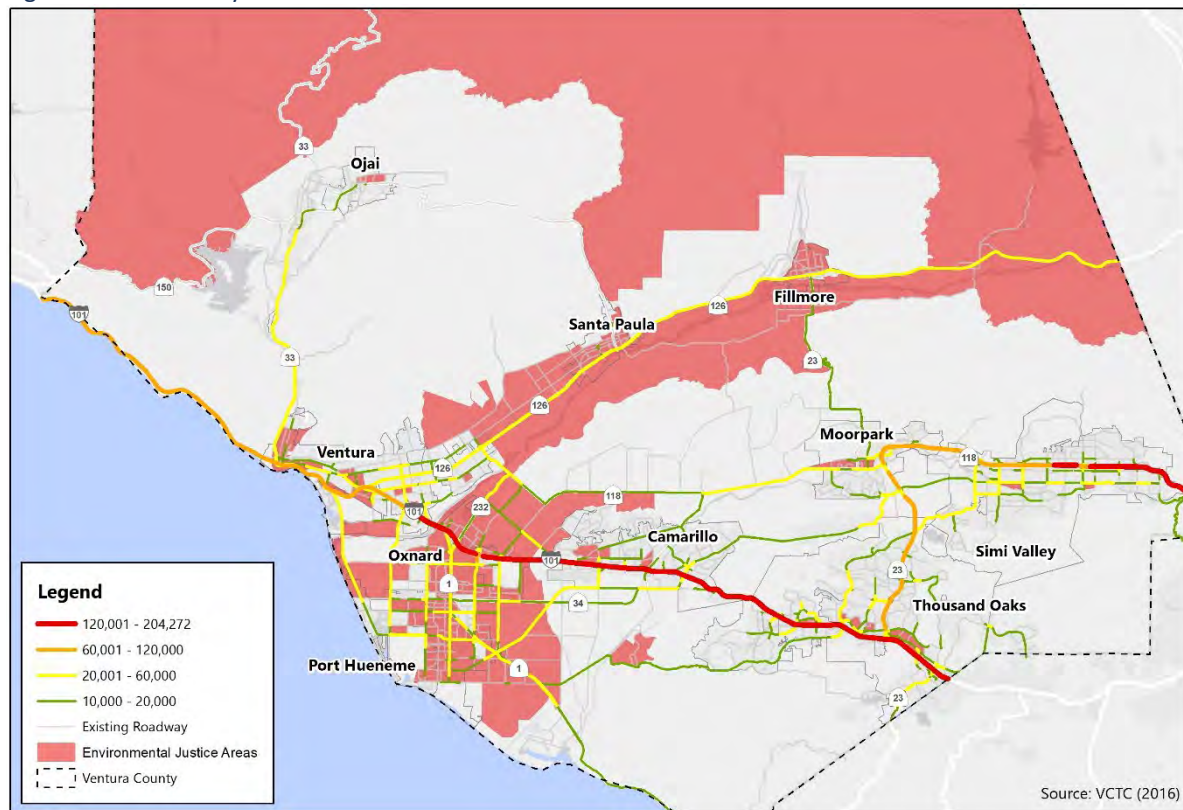 33
Ojai
150
101
126
Fillmore
Santa Paula
33
23
126
Moorpark
Ventura
118
126
101
232
118
Camarillo
Oxnard
101
Simi Valley
1
34
23
Thousand Oaks
Port Hueneme
1
23
Legend
120,001 - 204,272
60,001 - 120,000
20,001 - 60,000
10,000 - 20,000
Existing Roadway
Environmental Justice Areas
Ventura County
Source: VCTC (2016)